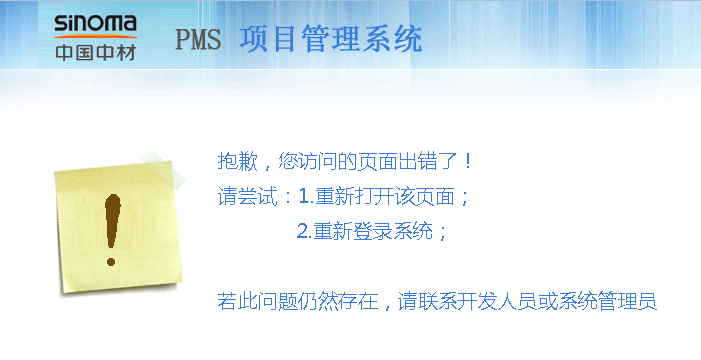 sinoma
中国中材
PMS 项目管理系统
抱歉，您访问的页面出错了！
请尝试：1.重新打开该页面；
2.重新登录系统；
若此问题仍然存在，请联系开发人员或系统管理员